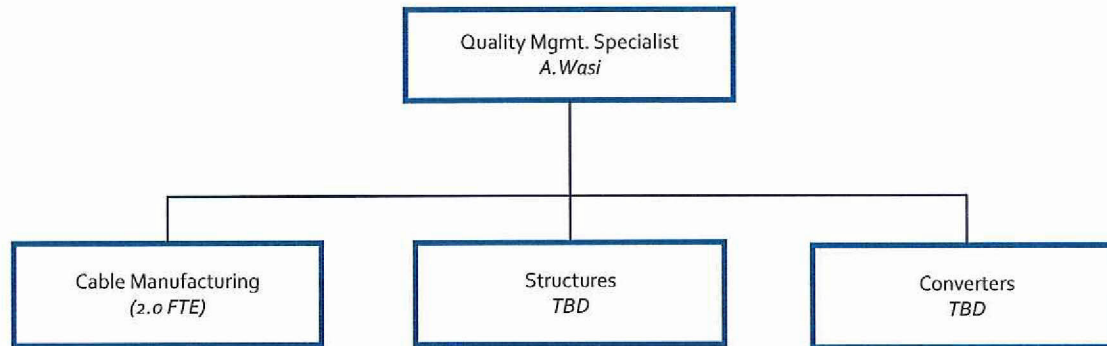 Quality Mgmt. Specialist
A.Wasi
Cable Manufacturing
(2.0 FTE)
Structures
TBD
Converters
TBD